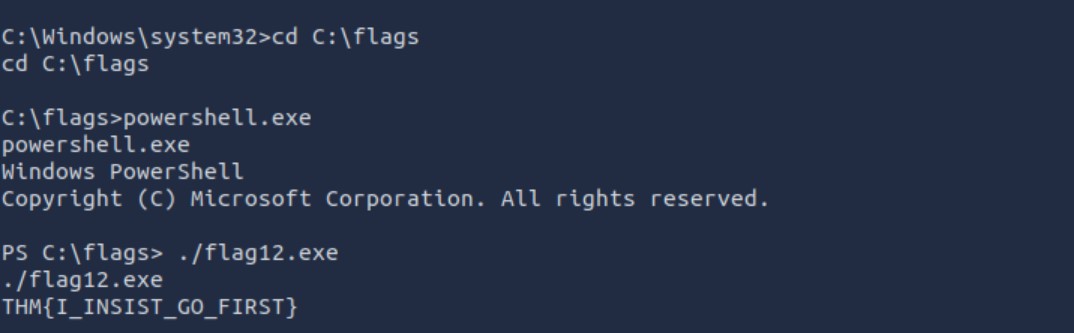 C:\Windows\system32>cd C:\flags
cd C:\flags
C:\flags>powershell.exe
powershell.exe
Windows PowerShell
Copyright (C) Microsoft Corporation. All rights reserved.
PS C:\flags> ./flag12.exe
./flag12.exe
THM{I_INSIST_GO_FIRST}